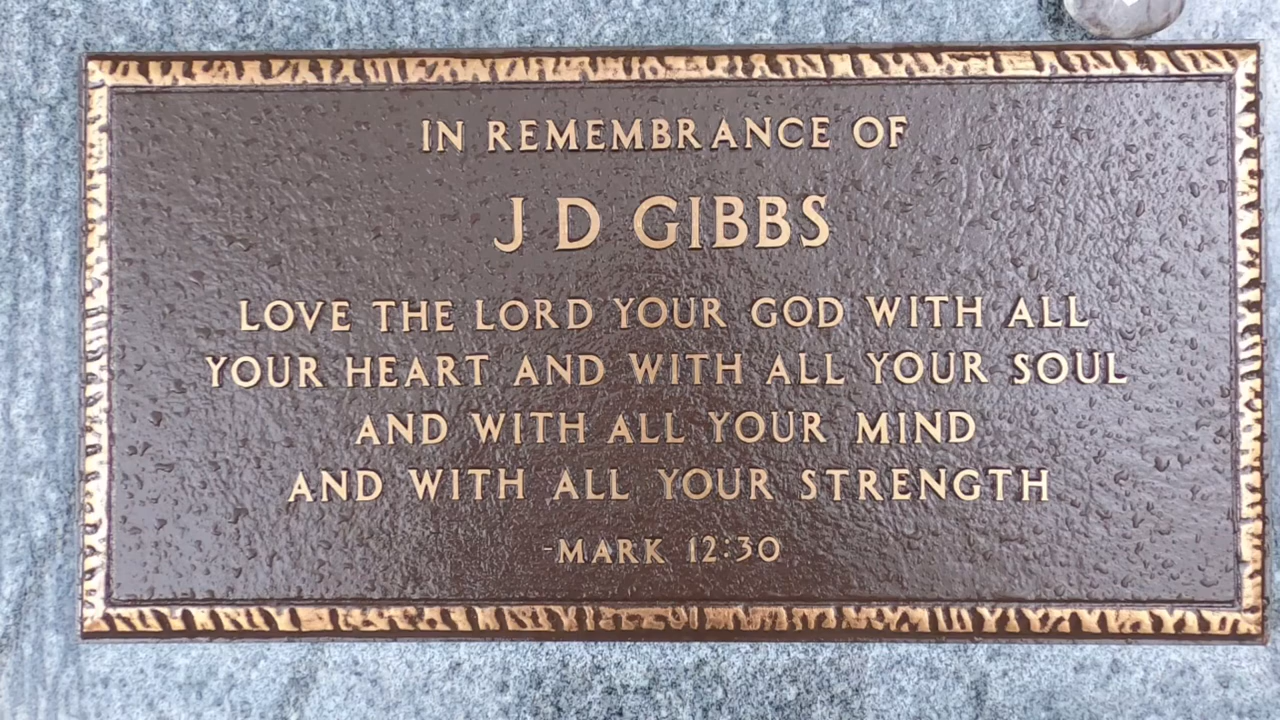 IN REMEMBRANCE OF
J D GIBBS
LOVE THE LORD YOUR GOD WITH ALL
YOUR HEART AND WITH ALL YOUR SOUL
AND WITH ALL YOUR MIND
AND WITH ALL YOUR STRENGTH
-MARK 12:30